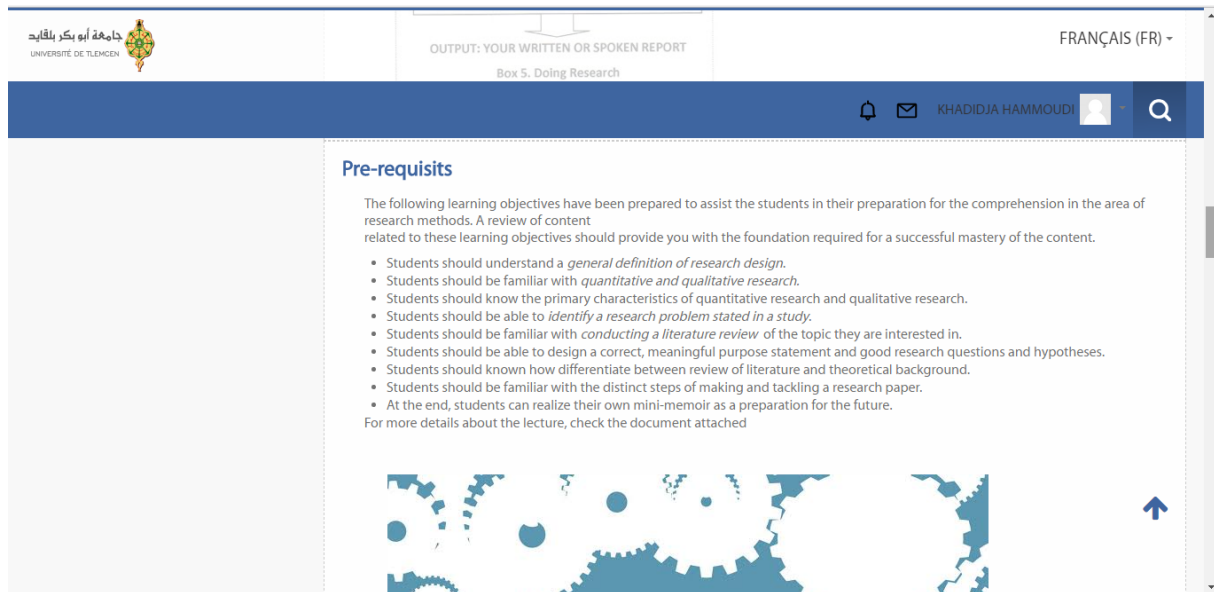 جامعة أبو بكر بلقايد
UNIVERSITÉ DE TLEMCEN
OUTPUT: YOUR WRITTEN OR SPOKEN REPORT
Box 5. Doing Research
FRANÇAIS (FR)
KHADIDJA HAMMOUDI
Pre-requisits
The following learning objectives have been prepared to assist the students in their preparation for the comprehension in the area of
research methods. A review of content
related to these learning objectives should provide you with the foundation required for a successful mastery of the content.
• Students should understand a general definition of research design.
• Students should be familiar with quantitative and qualitative research.
• Students should know the primary characteristics of quantitative research and qualitative research.
• Students should be able to identify a research problem stated in a study.
• Students should be familiar with conducting a literature review of the topic they are interested in.
• Students should be able to design a correct, meaningful purpose statement and good research questions and hypotheses.
• Students should known how differentiate between review of literature and theoretical background.
• Students should be familiar with the distinct steps of making and tackling a research paper.
• At the end, students can realize their own mini-memoir as a preparation for the future.
For more details about the lecture, check the document attached